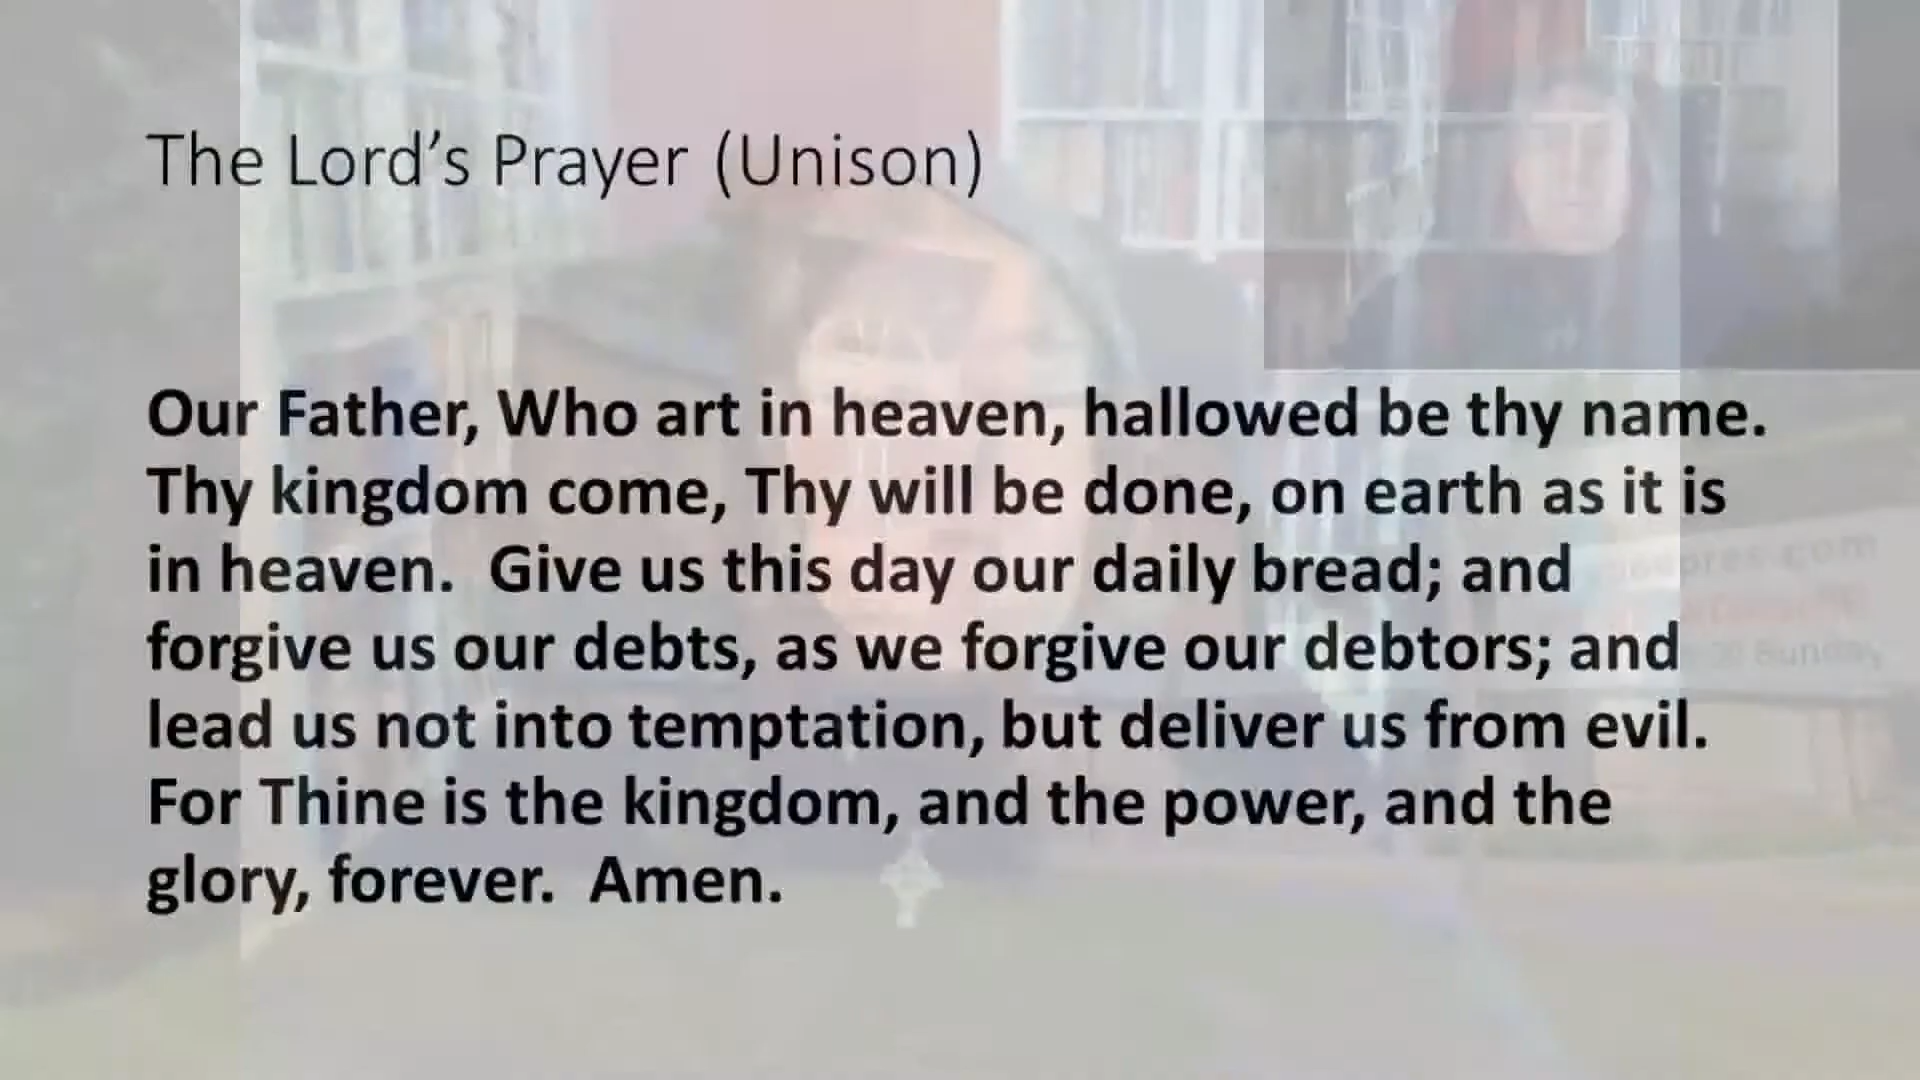 The Lord's Prayer (Unison)
Our Father, Who art in heaven, hallowed be thy name.
Thy kingdom come, Thy will be done, on earth as it is
in heaven.  Give us this day our daily bread; and
forgive us our debts, as we forgive our debtors; and
lead us not into temptation, but deliver us from evil.
For Thine is the kingdom, and the power, and the
glory, forever.  Amen.
Sunday